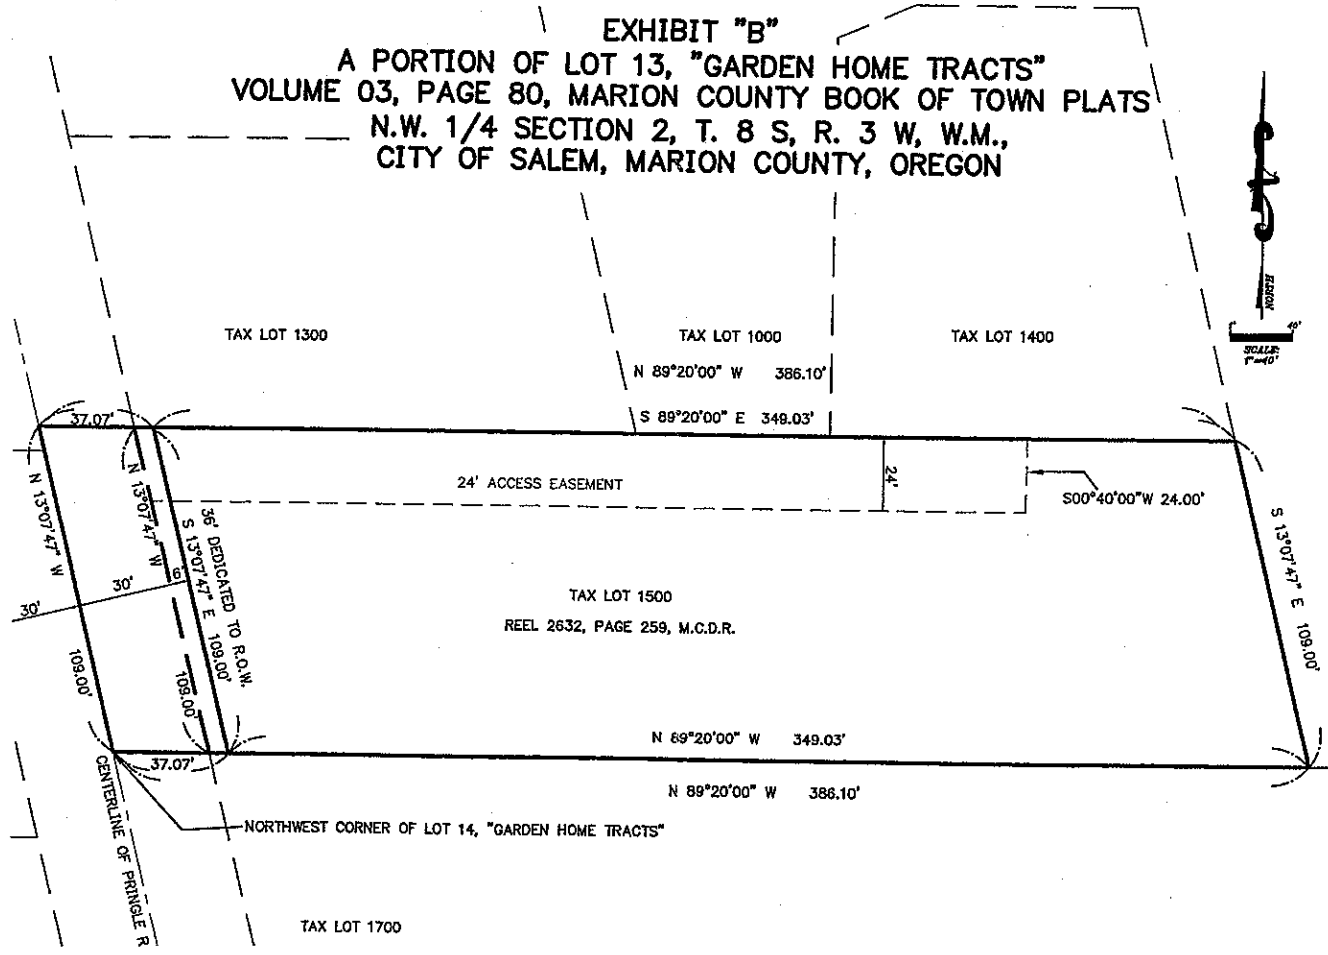 EXHIBIT "B"
A PORTION OF LOT 13, "GARDEN HOME TRACTS"
VOLUME 03, PAGE 80, MARION COUNTY BOOK OF TOWN PLATS
N.W. 1/4 SECTION 2, T. 8 S, R. 3 W, W.M.,
CITY OF SALEM, MARION COUNTY, OREGON
SCALE:
1"=40'
40'
TAX LOT 1300
TAX LOT 1000
TAX LOT 1400
N 89°20'00" W 386.10'
S 89°20'00" E 349.03'
37.07'
24' ACCESS EASEMENT
24'
S00°40'00"W 24.00'
N 13°07'47" W
109.00'
N 13°07'47" W
109.00'
S 13°07'47" E 109.00'
36' DEDICATED TO R.O.W.
S 13°07'47" E 109.00'
30'
30'
6'
TAX LOT 1500
REEL 2632, PAGE 259, M.C.D.R.
N 89°20'00" W 349.03'
37.07'
N 89°20'00" W 386.10'
NORTHWEST CORNER OF LOT 14, "GARDEN HOME TRACTS"
CENTERLINE OF PRINGLE R
TAX LOT 1700